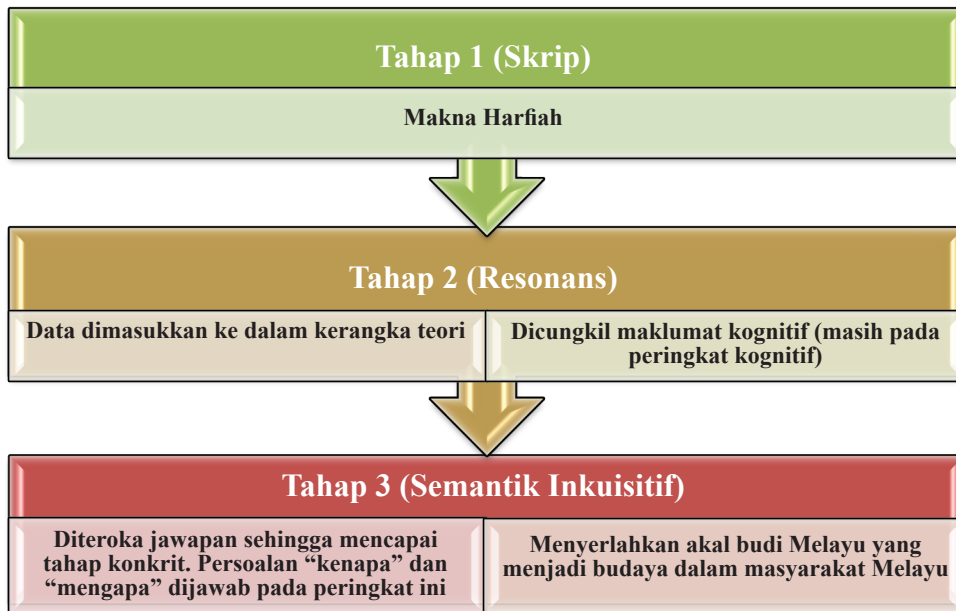 Tahap 1 (Skrip)
Makna Harfiah
Tahap 2 (Resonans)
Data dimasukkan ke dalam kerangka teori
Dicungkil maklumat kognitif (masih pada
peringkat kognitif)
Tahap 3 (Semantik Inkuisitif)
Diteroka jawapan sehingga mencapai
tahap konkrit. Persoalan “kenapa” dan
“mengapa” dijawab pada peringkat ini
Menyerlahkan akal budi Melayu yang
menjadi budaya dalam masyarakat Melayu